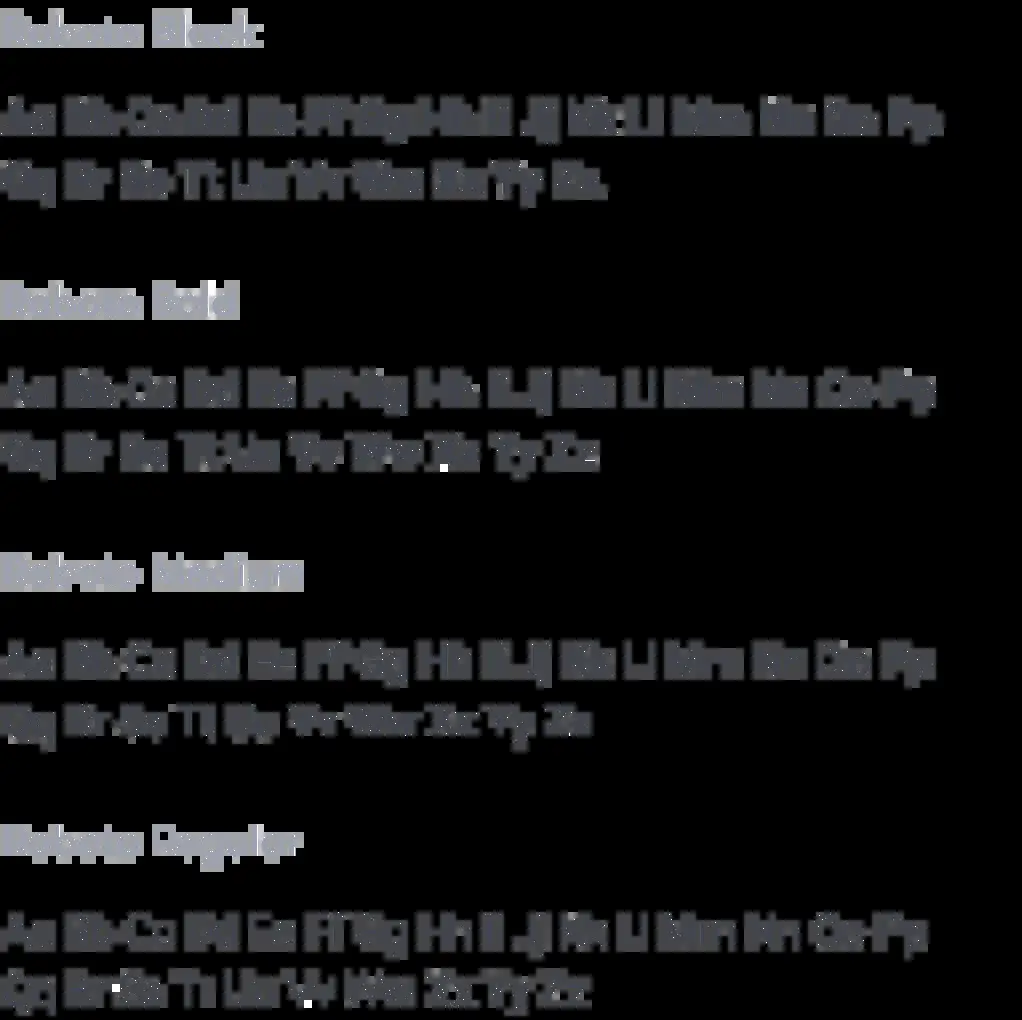 Roboto Black
Aa Bb Cc Dd Ee Ff Gg Hh Ii Jj Kk Ll Mm Nn Oo Pp
Qq Rr Ss Tt Uu Vv Ww Xx Yy Zz
Roboto Bold
Aa Bb Cc Dd Ee Ff Gg Hh Ii Jj Kk Ll Mm Nn Oo Pp
Qq Rr Ss Tt Uu Vv Ww Xx Yy Zz
Roboto Medium
Aa Bb Cc Dd Ee Ff Gg Hh Ii Jj Kk Ll Mm Nn Oo Pp
Qq Rr Ss Tt Uu Vv Ww Xx Yy Zz
Roboto Regular
Aa Bb Cc Dd Ee Ff Gg Hh Ii Jj Kk Ll Mm Nn Oo Pp
Qq Rr Ss Tt Uu Vv Ww Xx Yy Zz